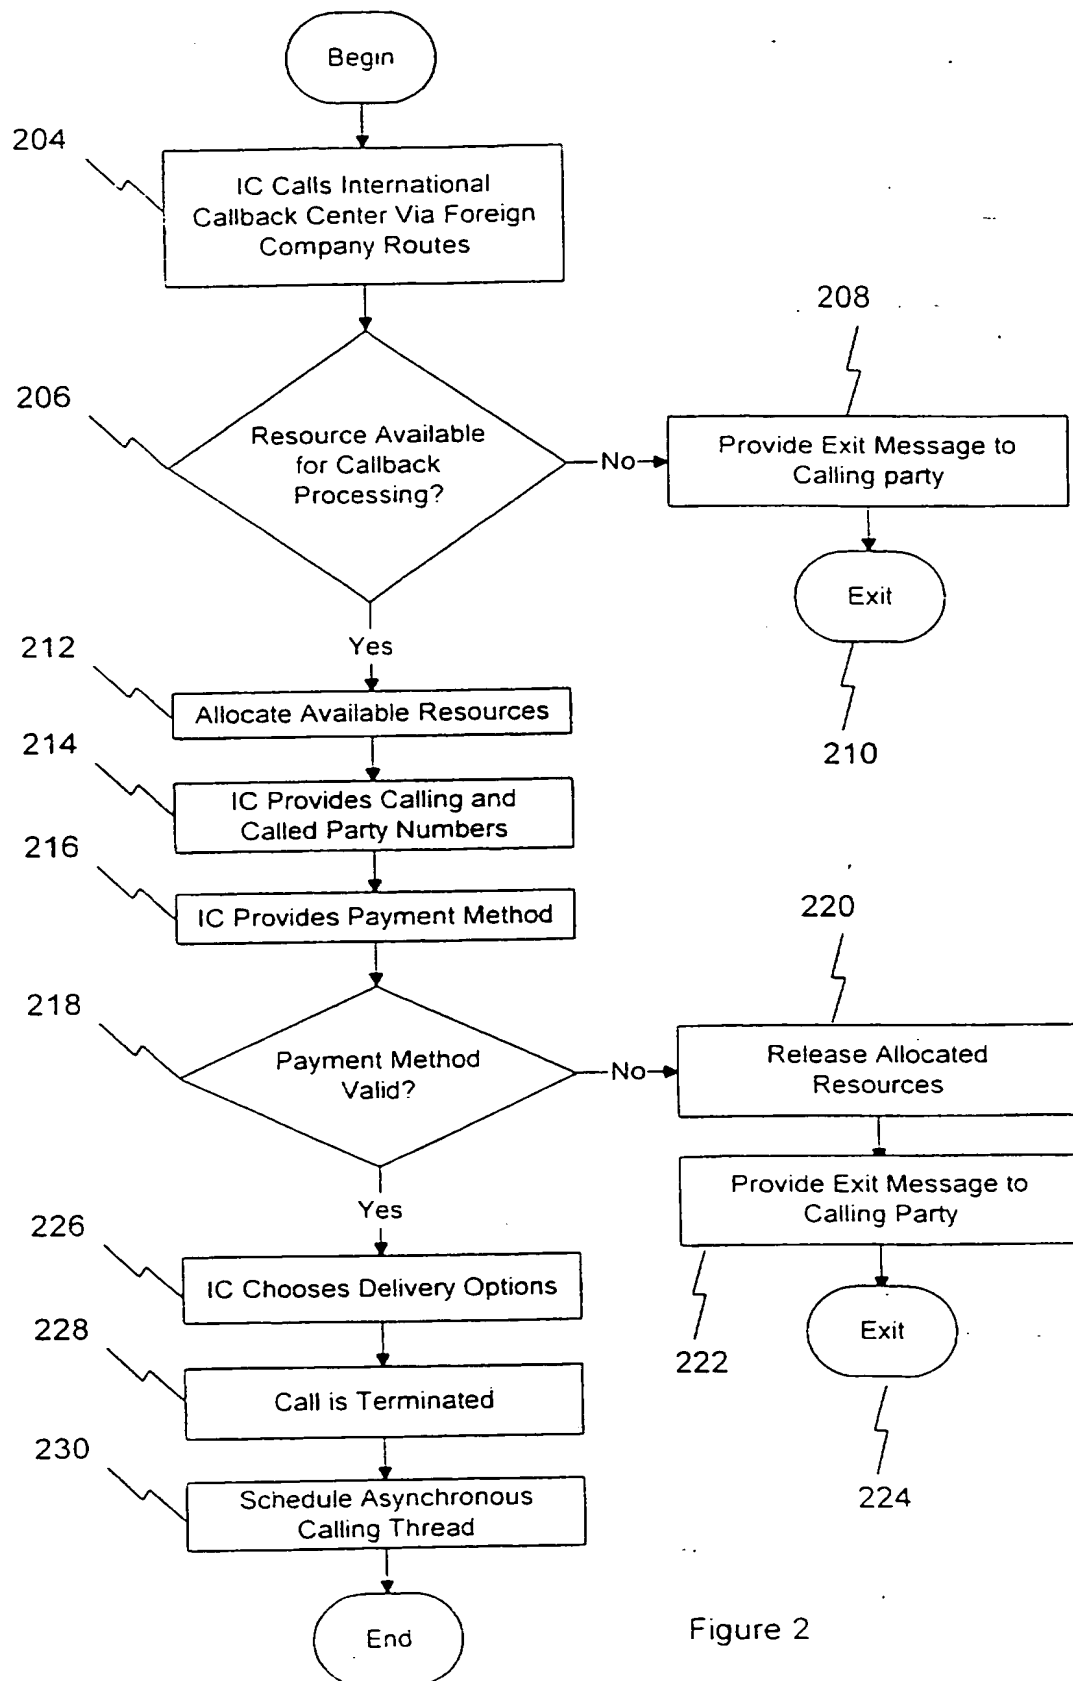 Begin
204
IC Calls International
Callback Center Via Foreign
Company Routes
208
206
Resource Available
for Callback
Processing?
No
Provide Exit Message to
Calling party
Exit
Yes
212
210
Allocate Available Resources
214
IC Provides Calling and
Called Party Numbers
216
IC Provides Payment Method
220
218
Payment Method
Valid?
No
Release Allocated
Resources
Provide Exit Message to
Calling Party
Yes
226
IC Chooses Delivery Options
Exit
222
228
Call is Terminated
230
224
Schedule Asynchronous
Calling Thread
End
Figure 2